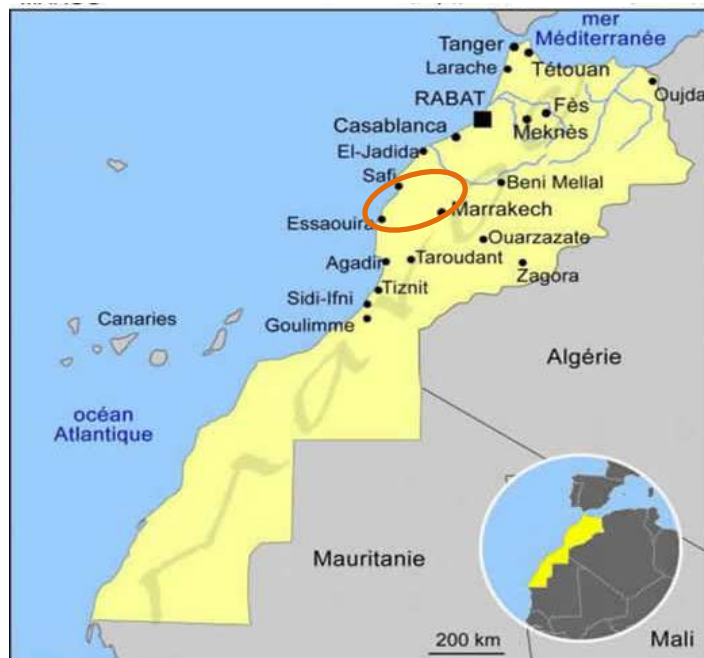 mer
Méditerranée
Tanger
Larache
Tétouan
Oujda
RABAT
Fès
Casablanca
Meknès
El-Jadida
Safi
Beni Mellal
Marrakech
Essaouira
Ouarzazate
Agadir
Taroudant
Zagora
Tiznit
Sidi-Ifni
Canaries
Goulimme
Algérie
océan
Atlantique
Mauritanie
200 km
Mali